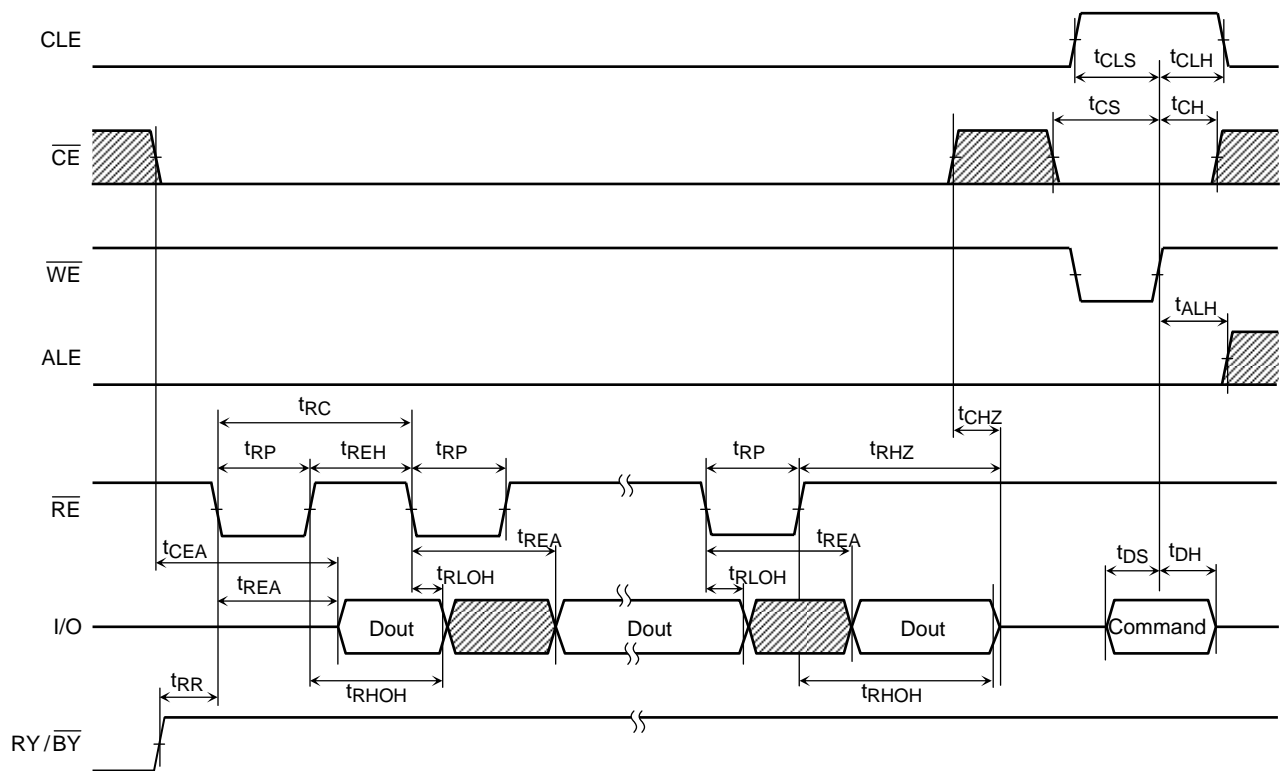 CLE
tCLS tCLH
tCS tCH
CE
WE
tALH
ALE
tRC
tCHZ
tRP tREH tRP tRP tRHZ
RE
tCEA tREA tREA
tREA tRLOH tRLOH tDS tDH
I/O Dout Dout Dout Command
tRR tRHOH tRHOH
RY/BY